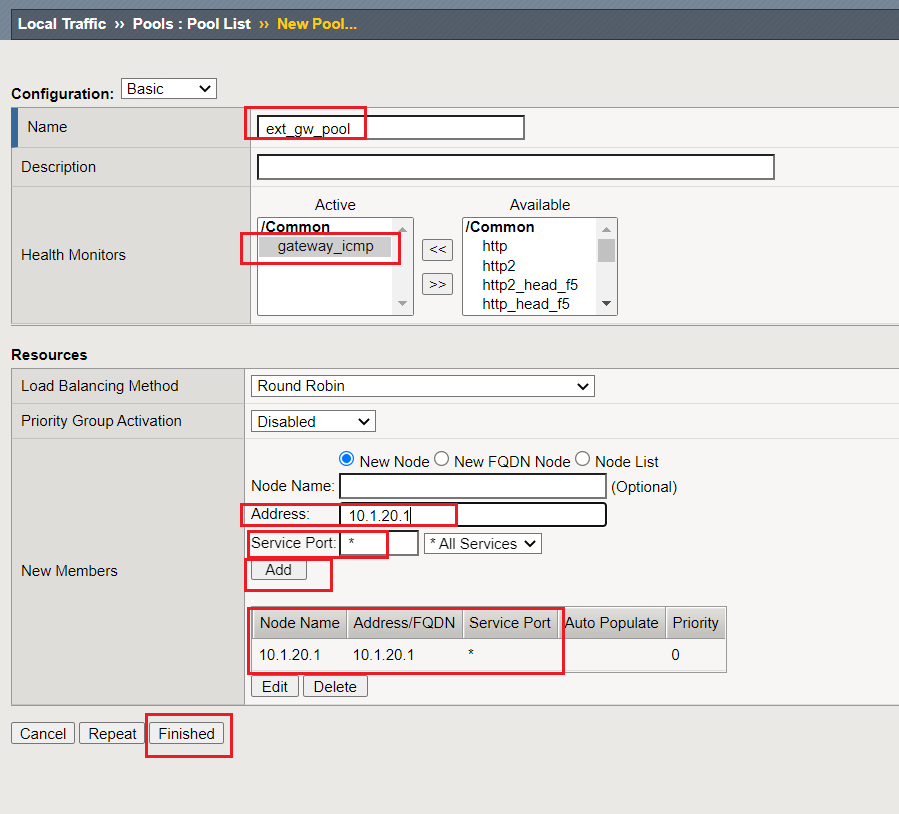 Local Traffic ›› Pools : Pool List ›› New Pool...
Configuration: Basic
Name ext_gw_pool
Description
Active Available
/Common /Common
gateway_icmp << http
http2
Health Monitors
>> http2_head_f5
http_head_f5
Resources
Load Balancing Method Round Robin
Priority Group Activation Disabled
New Node New FQDN Node Node List
Node Name: (Optional)
Address: 10.1.20.1
Service Port: * * All Services
New Members Add
Node Name Address/FQDN Service Port Auto Populate Priority
10.1.20.1 10.1.20.1 * 0
Edit Delete
Cancel Repeat Finished